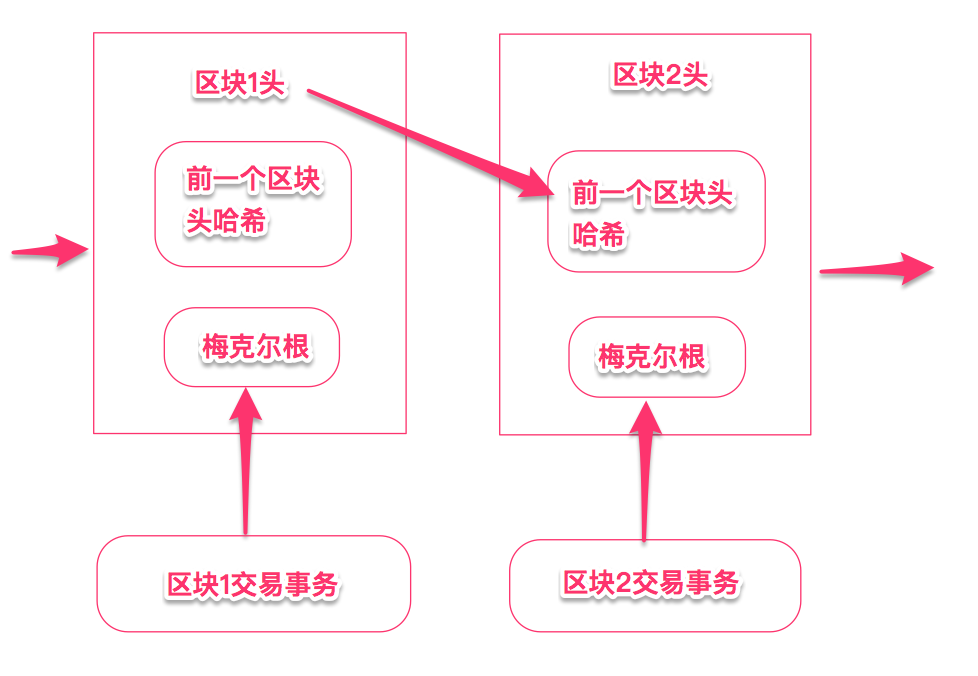 区块1头
前一个区块
头哈希
梅克尔根
区块1交易事务
区块2头
前一个区块头
哈希
梅克尔根
区块2交易事务